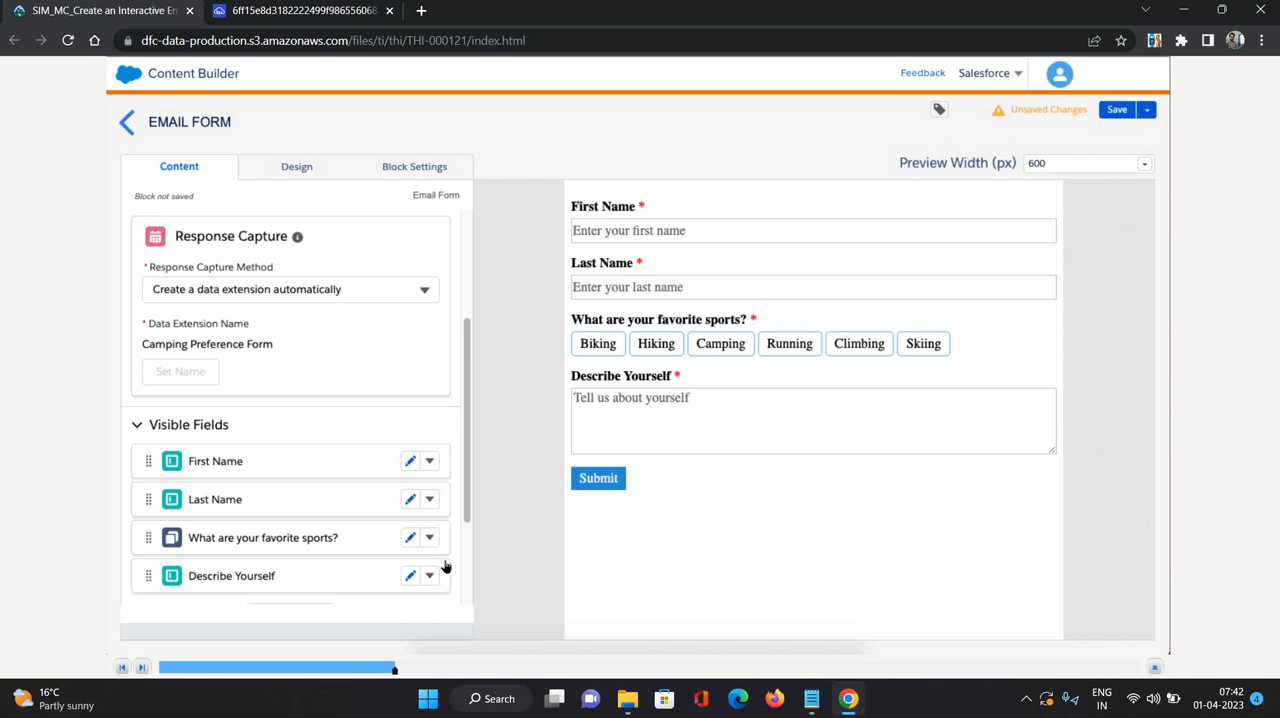 SIM_MC_Create an Interactive Em
6ff15e8d3182222499f986556068
dfc-data-production.s3.amazonaws.com/files/ti/thi/THI-000121/index.html
Content Builder
Feedback
Salesforce
EMAIL FORM
Unsaved Changes
Save
Content
Design
Block Settings
Preview Width (px)
600
Block not saved
Email Form
Response Capture
* Response Capture Method
Create a data extension automatically
* Data Extension Name
Camping Preference Form
Set Name
Visible Fields
First Name
Last Name
What are your favorite sports?
Describe Yourself
First Name *
Enter your first name
Last Name *
Enter your last name
What are your favorite sports? *
Biking
Hiking
Camping
Running
Climbing
Skiing
Describe Yourself *
Tell us about yourself
Submit
16°C
Partly sunny
Search
ENG
IN
07:42
01-04-2023
4